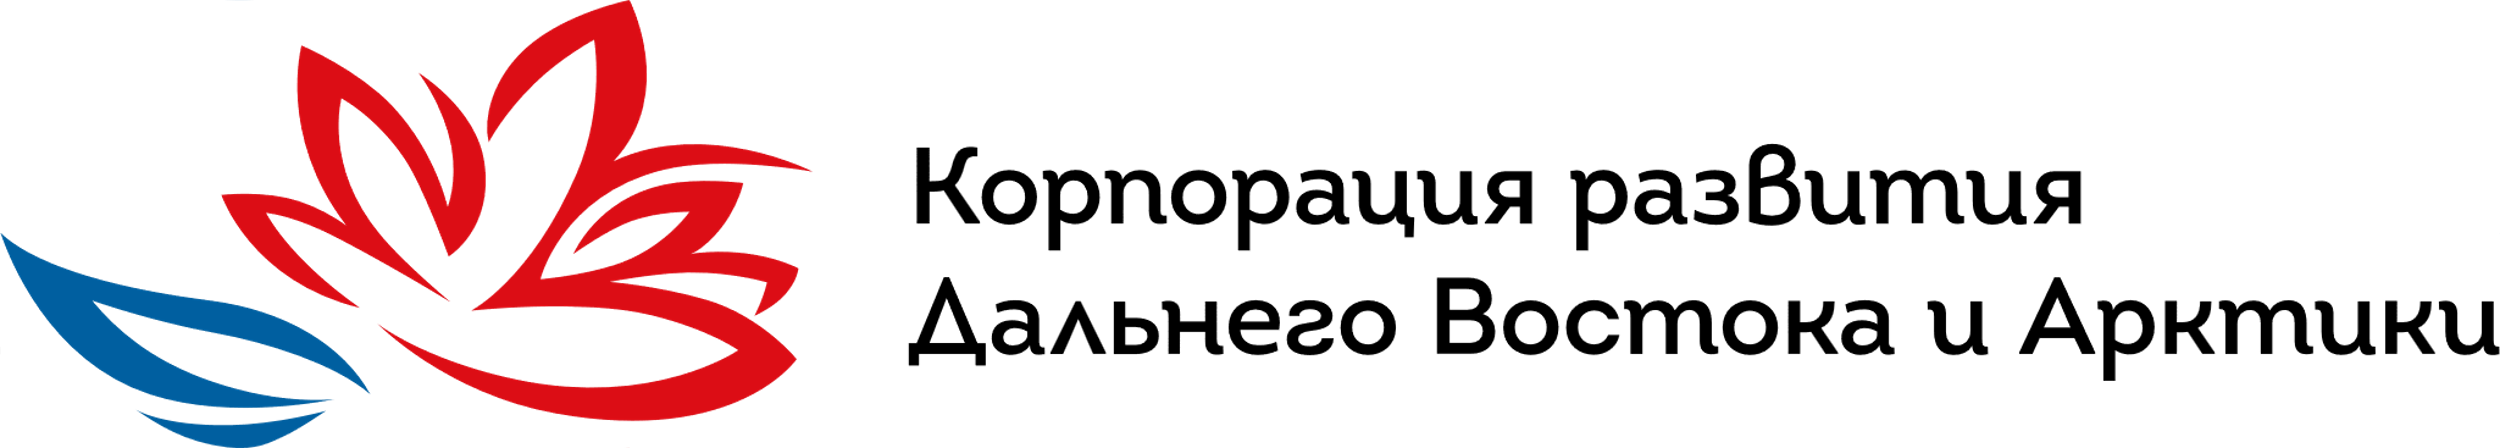 Корпорация развития
Дальнего Востока и Арктики